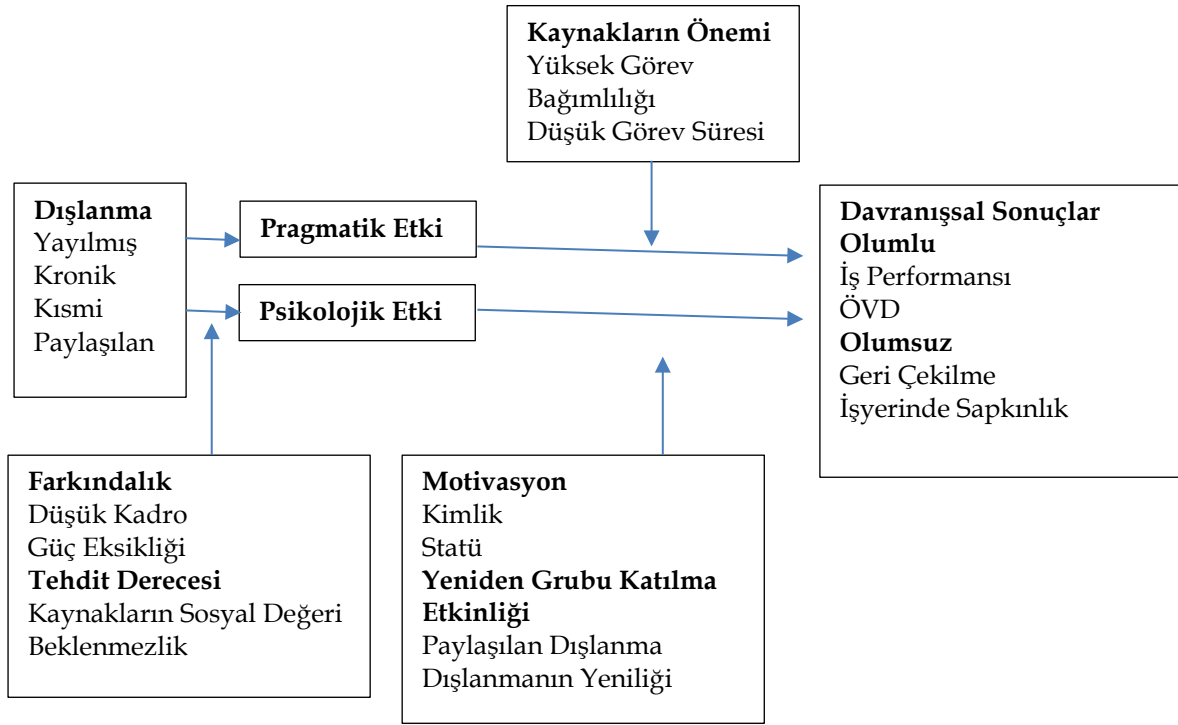 Kaynakların Önemi
Yüksek Görev
Bağımlılığı
Düşük Görev Süresi
Dışlanma
Yayılmış
Kronik
Kısmi
Paylaşılan
Pragmatik Etki
Psikolojik Etki
Davranışsal Sonuçlar
Olumlu
İş Performansı
ÖVD
Olumsuz
Geri Çekilme
İşyerinde Sapkınlık
Farkındalık
Düşük Kadro
Güç Eksikliği
Tehdit Derecesi
Kaynakların Sosyal Değeri
Beklenmezlik
Motivasyon
Kimlik
Statü
Yeniden Grubu Katılma
Etkinliği
Paylaşılan Dışlanma
Dışlanmanın Yeniliği